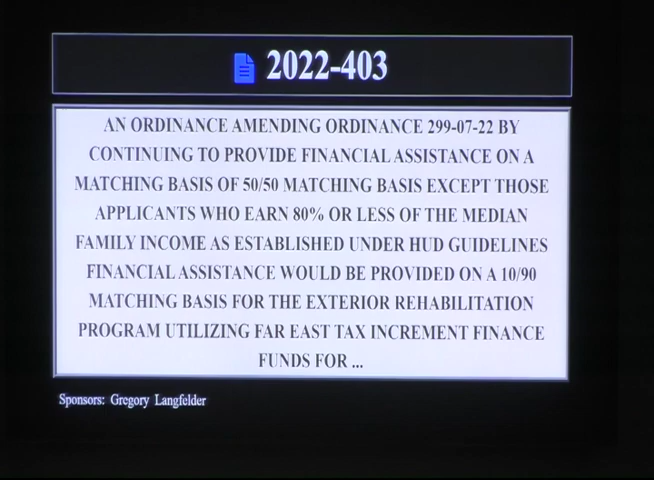 2022-403
AN ORDINANCE AMENDING ORDINANCE 299-07-22 BY
CONTINUING TO PROVIDE FINANCIAL ASSISTANCE ON A
MATCHING BASIS OF 50/50 MATCHING BASIS EXCEPT THOSE
APPLICANTS WHO EARN 80% OR LESS OF THE MEDIAN
FAMILY INCOME AS ESTABLISHED UNDER HUD GUIDELINES
FINANCIAL ASSISTANCE WOULD BE PROVIDED ON A 10/90
MATCHING BASIS FOR THE EXTERIOR REHABILITATION
PROGRAM UTILIZING FAR EAST TAX INCREMENT FINANCE
FUNDS FOR ...
Sponsors: Gregory Langfelder